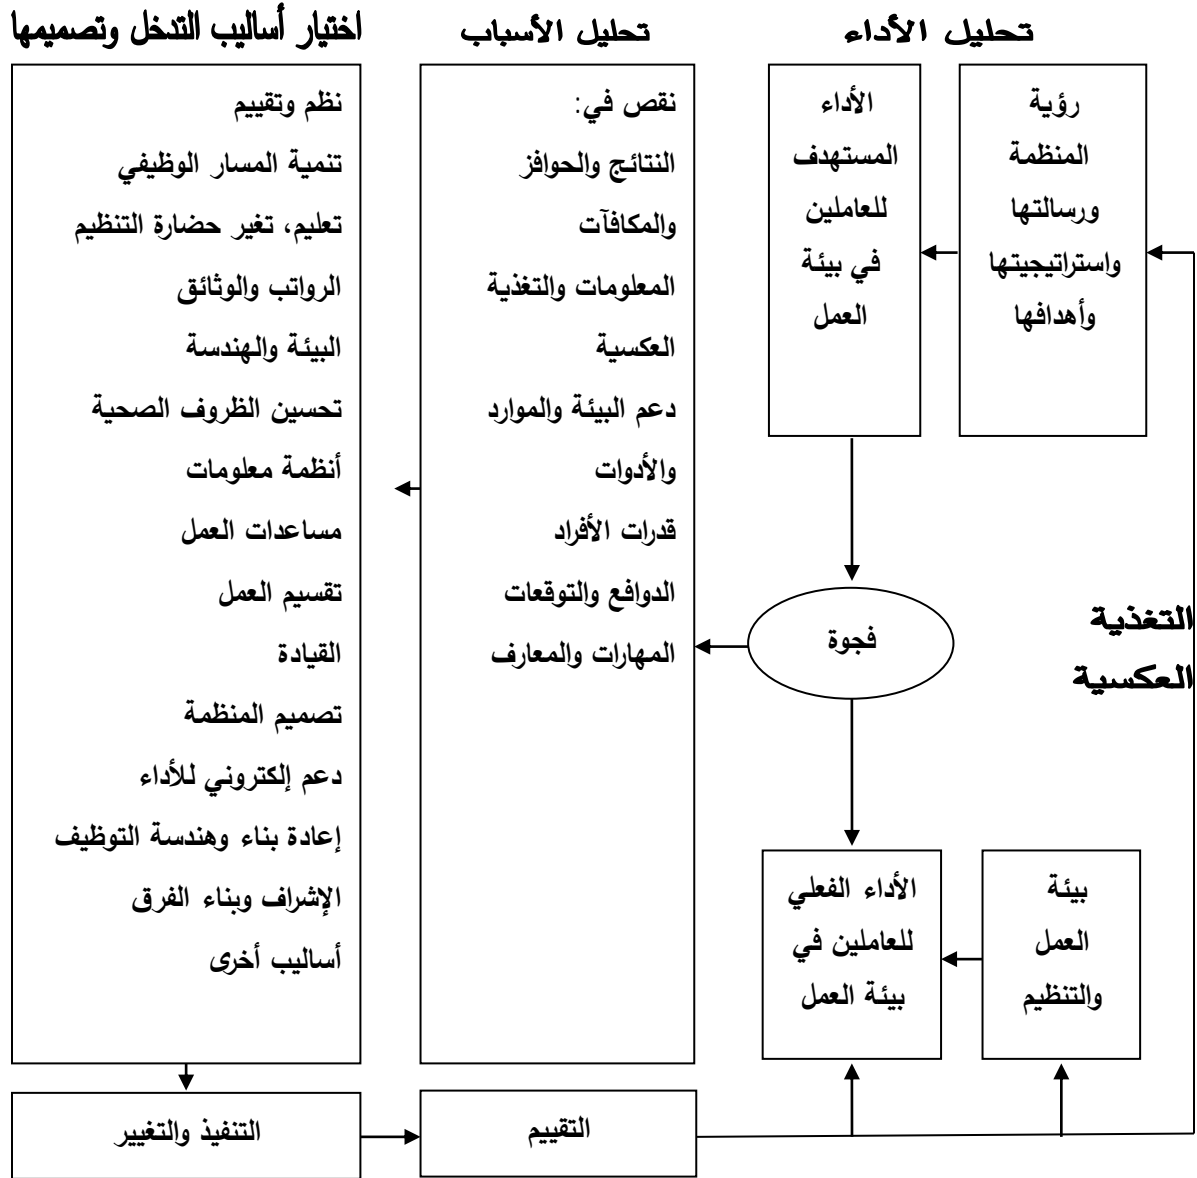 تحليل الأداء
تحليل الأسباب
اختيار أساليب التدخل وتصميمها
رؤية
المنظمة
ورسالتها
واستراتيجيتها
وأهدافها
الأداء
المستهدف
للعاملين
في بيئة
العمل
فجوة
التغذية
العكسية
بيئة
العمل
والتنظيم
الأداء الفعلي
للعاملين في
بيئة العمل
نقص في:
النتائج والحوافز
والمكافآت
المعلومات والتغذية
العكسية
دعم البيئة والموارد
والأدوات
قدرات الأفراد
الدوافع والتوقعات
المهارات والمعارف
نظم وتقييم
تنمية المسار الوظيفي
تعليم، تغير حضارة التنظيم
الرواتب والوثائق
البيئة والهندسة
تحسين الظروف الصحية
أنظمة معلومات
مساعدات العمل
تقسيم العمل
القيادة
تصميم المنظمة
دعم إلكتروني للأداء
إعادة بناء وهندسة التوظيف
الإشراف وبناء الفرق
أساليب أخرى
التنفيذ والتغيير
التقييم